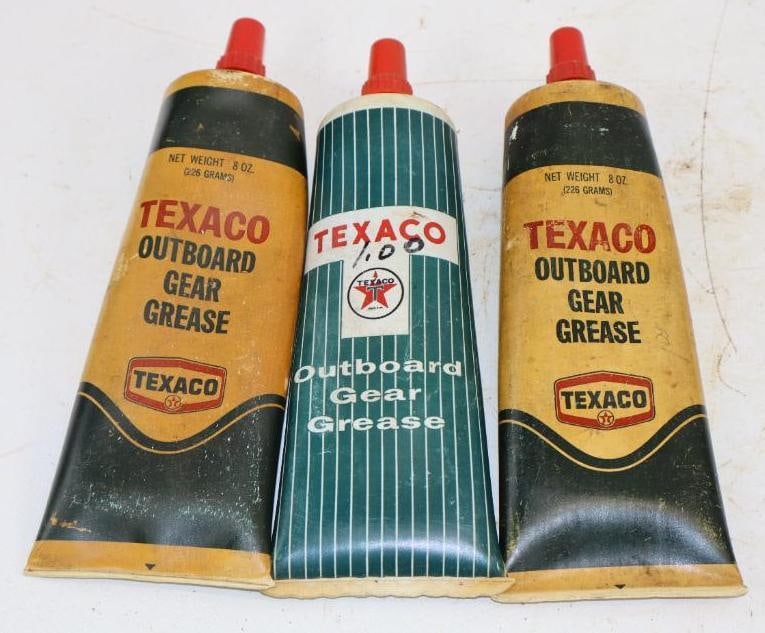 NET WEIGHT 8 OZ.
(226 GRAMS)
TEXACO
OUTBOARD
GEAR
GREASE
TEXACO
TEXACO
1.00
TEXACO
T
Outboard
Gear
Grease
NET WEIGHT 8 OZ.
(226 GRAMS)
TEXACO
OUTBOARD
GEAR
GREASE
TEXACO